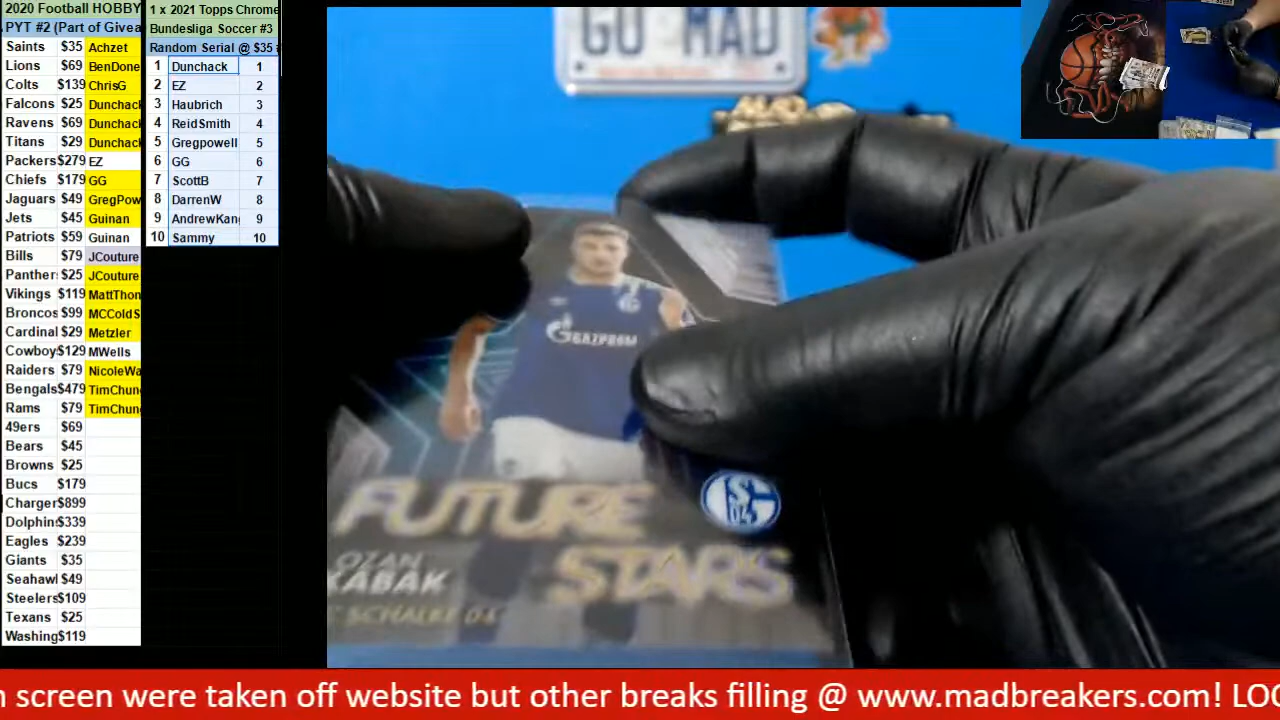 2020 Football HOBBY
PYT #2 (Part of Givea
Saints $35 Achzet
Lions $69 BenDone
Colts $139 ChrisG
Falcons $25 Dunchack
Ravens $69 Dunchack
Titans $29 Dunchack
Packers $279 EZ
Chiefs $179 GG
Jaguars $49 GregPow
Jets $45 Guinan
Patriots $59 Guinan
Bills $79 JCouture
Panther $25 JCouture
Vikings $119 MattThon
Broncos $99 MCColdS
Cardinal $29 Metzler
Cowboy $129 MWells
Raiders $79 NicoleWa
Bengals $479 TimChun
Rams $79 TimChun
49ers $69
Bears $45
Browns $25
Bucs $179
Charger $899
Dolphin $339
Eagles $239
Giants $35
Seahawl $49
Steelers $109
Texans $25
Washing $119
1 x 2021 Topps Chrome
Bundesliga Soccer #3
Random Serial @ $35
1 Dunchack 1
2 EZ 2
3 Haubrich 3
4 ReidSmith 4
5 Gregpowell 5
6 GG 6
7 ScottB 7
8 DarrenW 8
9 AndrewKang 9
10 Sammy 10
GO MAD
GAZPROM
FUTURE
STARS
S 04
OZAN
KABAK
SCHALKE 04
n screen were taken off website but other breaks filling @ www.madbreakers.com! LOO